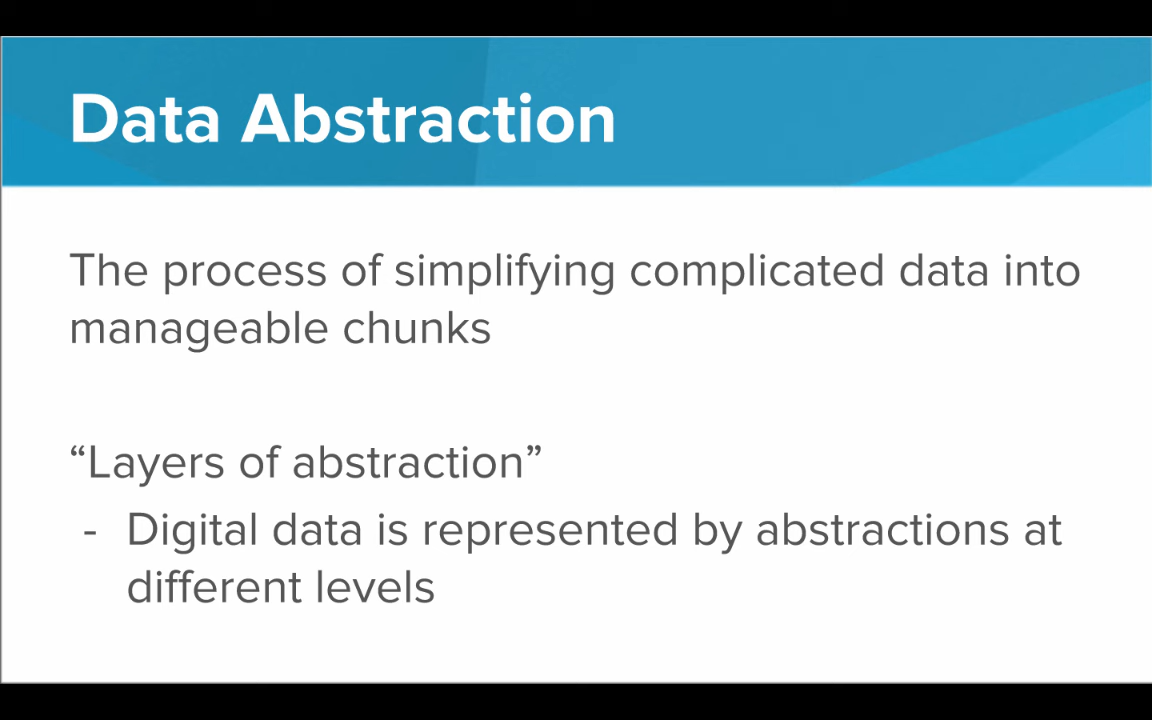 Data Abstraction
The process of simplifying complicated data into
manageable chunks
“Layers of abstraction”
- Digital data is represented by abstractions at
different levels